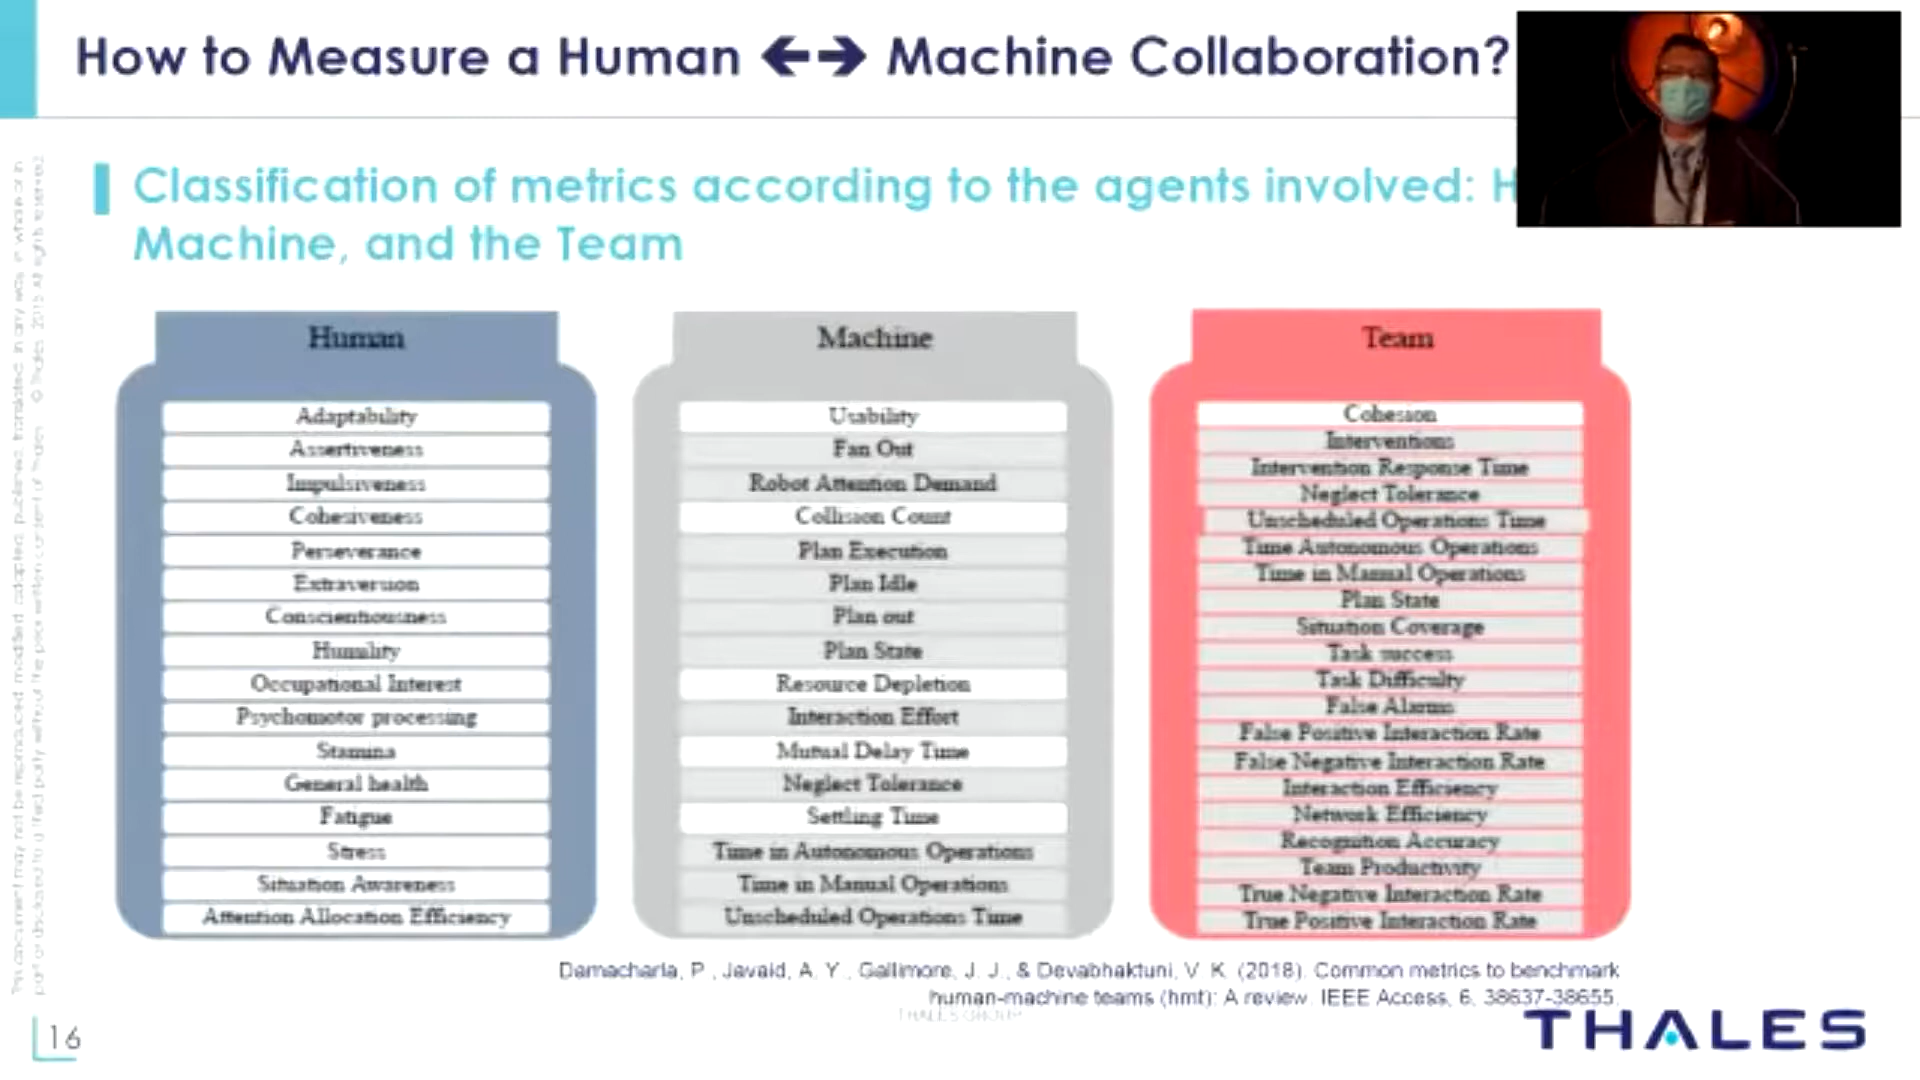 How to Measure a Human ←→ Machine Collaboration?
Classification of metrics according to the agents involved: H
Machine, and the Team
Human
Adaptability
Assertiveness
Impulsiveness
Cohesiveness
Perseverance
Extraversion
Conscientiousness
Humility
Occupational Interest
Psychomotor processing
Stamina
General health
Fatigue
Stress
Situation Awareness
Attention Allocation Efficiency
Machine
Usability
Fan Out
Robot Attention Demand
Collision Count
Plan Execution
Plan Idle
Plan out
Plan State
Resource Depletion
Interaction Effort
Mutual Delay Time
Neglect Tolerance
Settling Time
Time in Autonomous Operations
Time in Manual Operations
Unscheduled Operations Time
Team
Cohesion
Interventions
Intervention Response Time
Neglect Tolerance
Unscheduled Operations Time
Time Autonomous Operations
Time in Manual Operations
Plan State
Situation Coverage
Task success
Task Difficulty
False Alarms
False Positive Interaction Rate
False Negative Interaction Rate
Interaction Efficiency
Network Efficiency
Recognition Accuracy
Team Productivity
True Negative Interaction Rate
True Positive Interaction Rate
Damacharla, P., Javaid, A. Y., Gallimore, J. J., & Devabhaktuni, V. K. (2018). Common metrics to benchmark
human-machine teams (hmt): A review. IEEE Access, 6, 38637-38655.
THALES GROUP
16
THALES